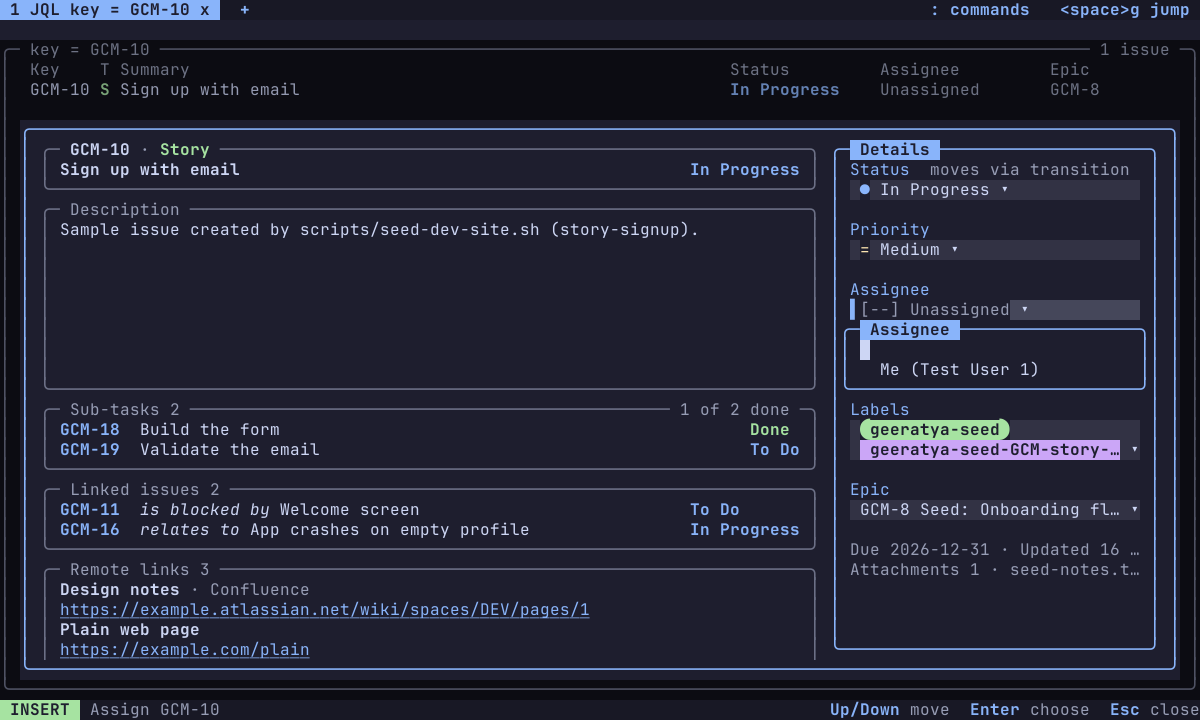 1 JQL key = GCM-10 x + : commands <space>g jump
key = GCM-10 1 issue
Key T Summary Status Assignee Epic
GCM-10 S Sign up with email In Progress Unassigned GCM-8
GCM-10 · Story
Sign up with email In Progress
Description
Sample issue created by scripts/seed-dev-site.sh (story-signup).
Sub-tasks 2 1 of 2 done
GCM-18 Build the form Done
GCM-19 Validate the email To Do
Linked issues 2
GCM-11 is blocked by Welcome screen To Do
GCM-16 relates to App crashes on empty profile In Progress
Remote links 3
Design notes · Confluence
https://example.atlassian.net/wiki/spaces/DEV/pages/1
Plain web page
https://example.com/plain
Details
Status moves via transition
● In Progress ▾
Priority
= Medium ▾
Assignee
[--] Unassigned ▾
Assignee
Me (Test User 1)
Labels
geeratya-seed
geeratya-seed-GCM-story-… ▾
Epic
GCM-8 Seed: Onboarding fl… ▾
Due 2026-12-31 · Updated 16 …
Attachments 1 · seed-notes.t…
INSERT Assign GCM-10 Up/Down move Enter choose Esc close